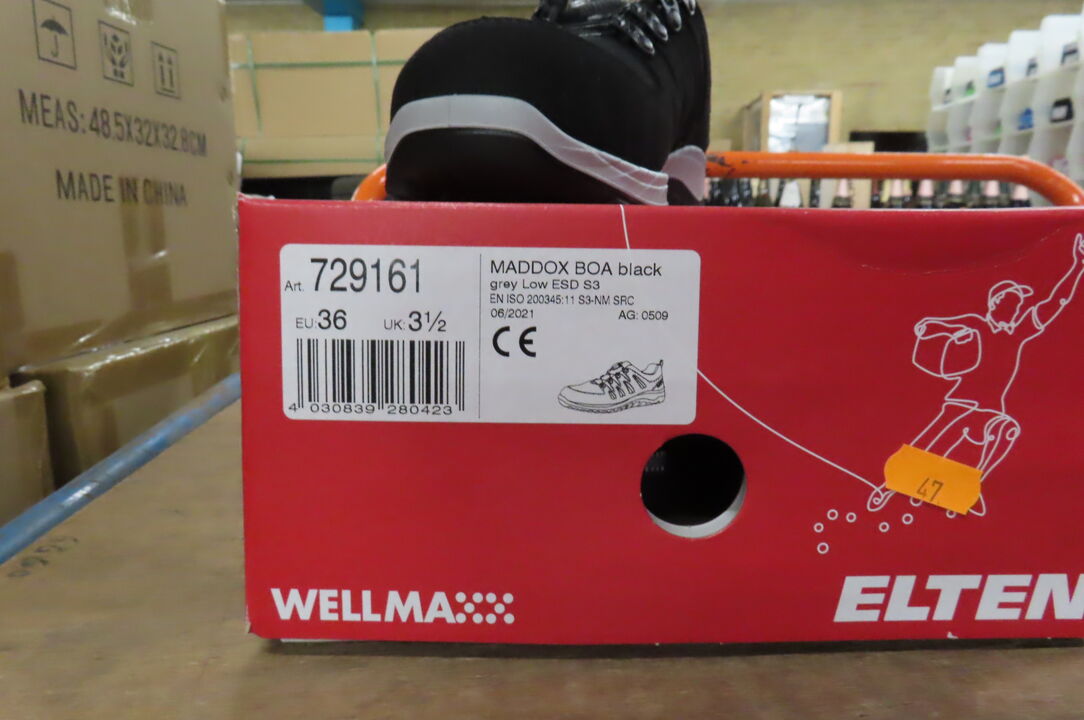 MEAS: 48.5X32X32.8CM
MADE IN CHINA
Art. 729161
EU: 36 UK: 3½
4 030839 280423
MADDOX BOA black
grey Low ESD S3
EN ISO 200345:11 S3-NM SRC
06/2021 AG: 0509
CE
47
WELLMAXX
ELTEN